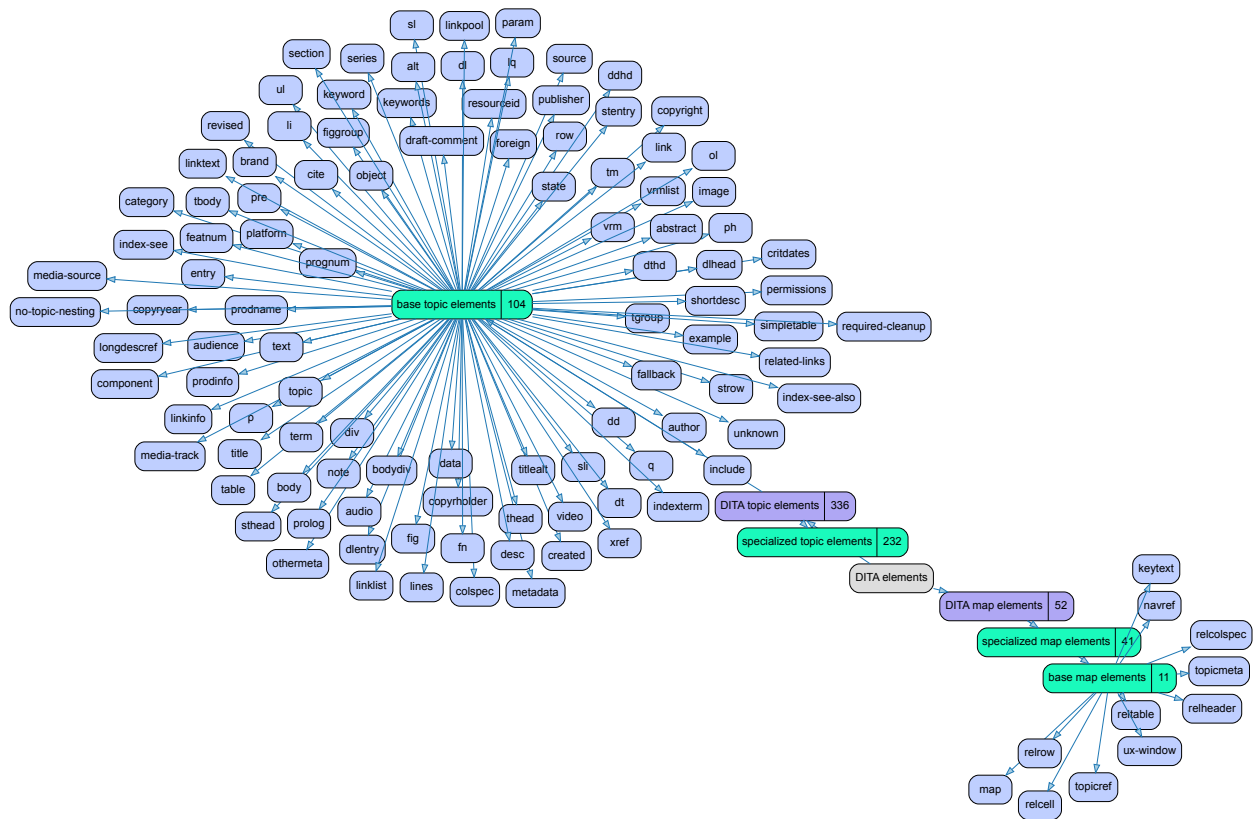 sl
linkpool
param
section
series
alt
dl
lq
source
ddhd
ul
keyword
keywords
resourceid
publisher
stentry
copyright
revised
li
figgroup
draft-comment
foreign
row
link
ol
linktext
brand
cite
object
state
tm
vrmlist
image
category
tbody
pre
abstract
ph
index-see
featnum
platform
vrm
critdates
media-source
entry
prognum
dthd
dlhead
permissions
no-topic-nesting
copyryear
prodname
base topic elements 104
shortdesc
tgroup
simpletable
required-cleanup
longdescref
audience
text
example
related-links
component
prodinfo
topic
fallback
strow
index-see-also
linkinfo
p
div
dd
author
unknown
media-track
title
term
data
bodydiv
titlealt
sli
q
include
table
body
note
copyrholder
dt
indexterm
DITA topic elements 336
sthead
prolog
audio
thead
video
specialized topic elements 232
othermeta
dlentry
fig
fn
desc
created
xref
linklist
lines
colspec
metadata
DITA elements
keytext
DITA map elements 52
navref
specialized map elements 41
relcolspec
base map elements 11
topicmeta
reltable
relheader
relrow
ux-window
map
topicref
relcell